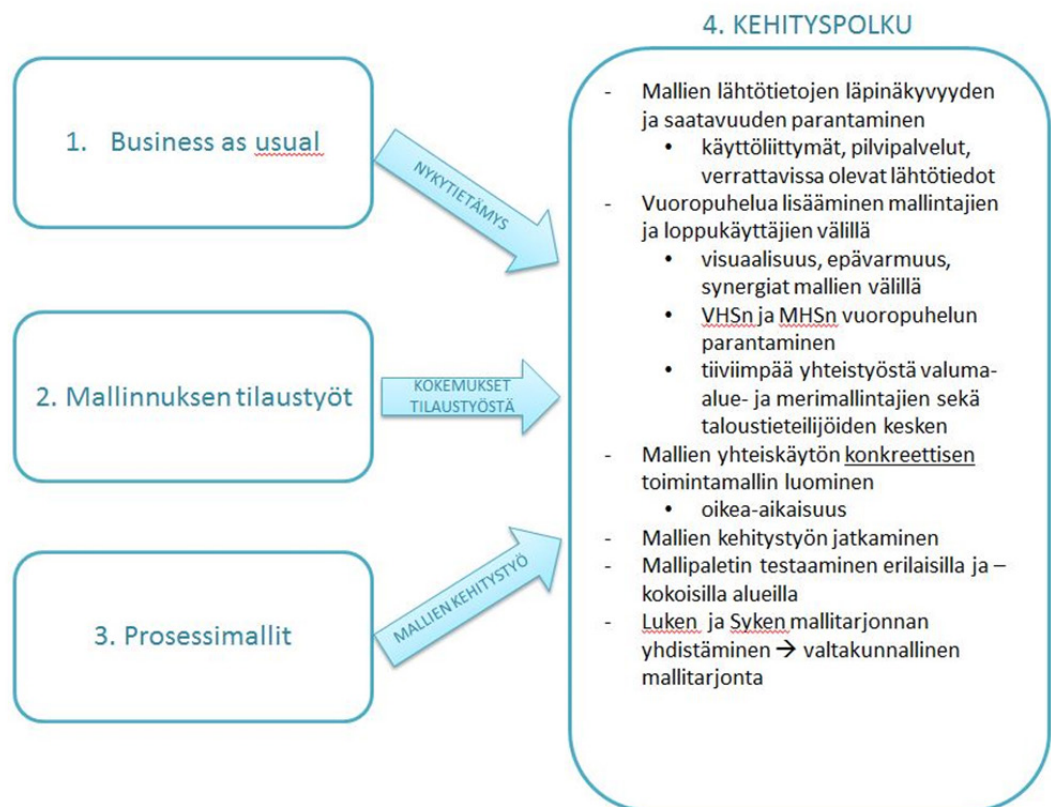 4. KEHITYSPOLKU
1. Business as usual
NYKYTIETÄMYS
2. Mallinnuksen tilaustyöt
KOKEMUKSET
TILAUSTYÖSTÄ
3. Prosessimallit
MALLIEN KEHITYSTYÖ
- Mallien lähtötietojen läpinäkyvyyden
ja saatavuuden parantaminen
• käyttöliittymät, pilvipalvelut,
verrattavissa olevat lähtötiedot
- Vuoropuhelua lisääminen mallintajien
ja loppukäyttäjien välillä
• visuaalisuus, epävarmuus,
synergiat mallien välillä
• VHSn ja MHSn vuoropuhelun
parantaminen
• tiiviimpää yhteistyöstä valuma-
alue- ja merimallintajien sekä
taloustieteilijöiden kesken
- Mallien yhteiskäytön konkreettisen
toimintamallin luominen
• oikea-aikaisuus
- Mallien kehitystyön jatkaminen
- Mallipaletin testaaminen erilaisilla ja –
kokoisilla alueilla
- Luken ja Syken mallitarjonnan
yhdistäminen → valtakunnallinen
mallitarjonta